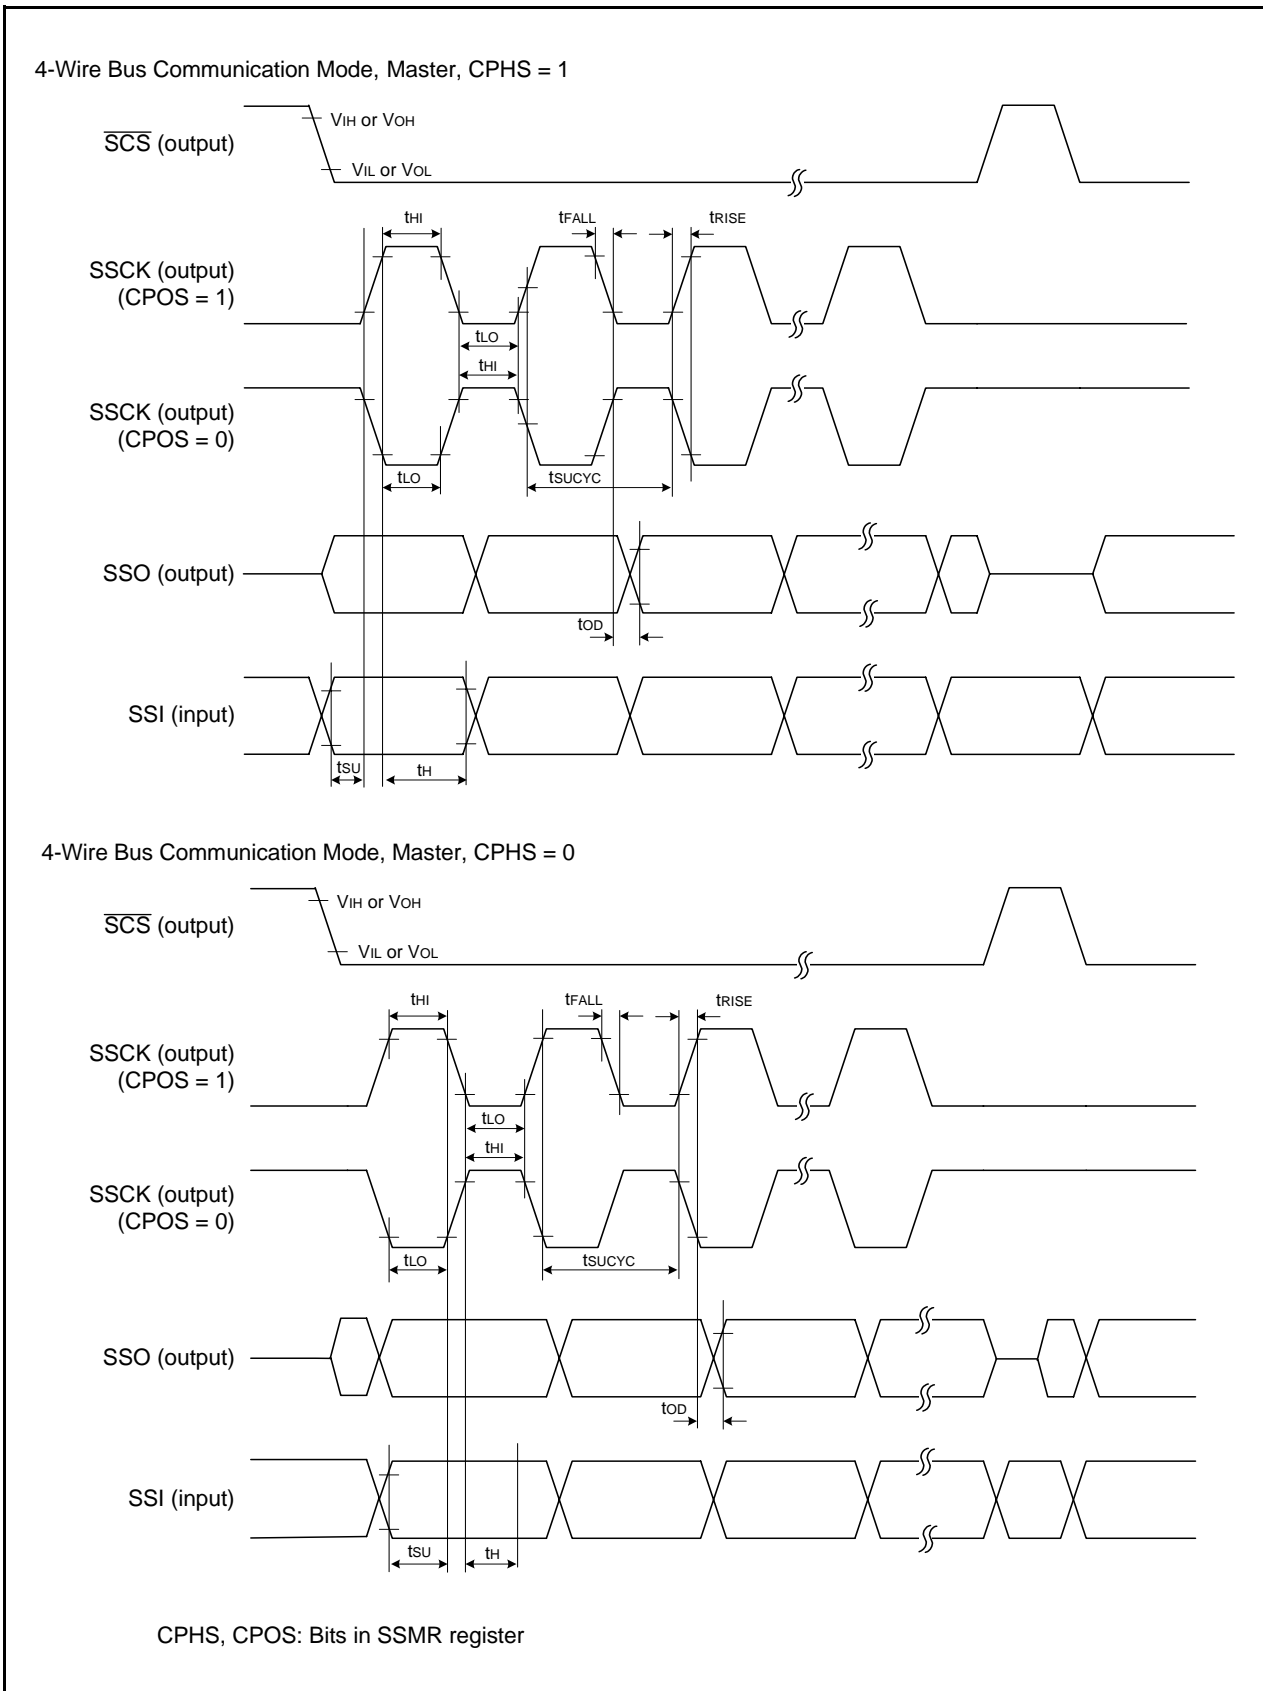 4-Wire Bus Communication Mode, Master, CPHS = 1
SCS (output)
VIH or VOH
VIL or VOL
tHI
tFALL
tRISE
SSCK (output)
(CPOS = 1)
tLO
tHI
SSCK (output)
(CPOS = 0)
tLO
tSUCYC
SSO (output)
tOD
SSI (input)
tSU
tH
4-Wire Bus Communication Mode, Master, CPHS = 0
SCS (output)
VIH or VOH
VIL or VOL
tHI
tFALL
tRISE
SSCK (output)
(CPOS = 1)
tLO
tHI
SSCK (output)
(CPOS = 0)
tLO
tSUCYC
SSO (output)
tOD
SSI (input)
tSU
tH
CPHS, CPOS: Bits in SSMR register